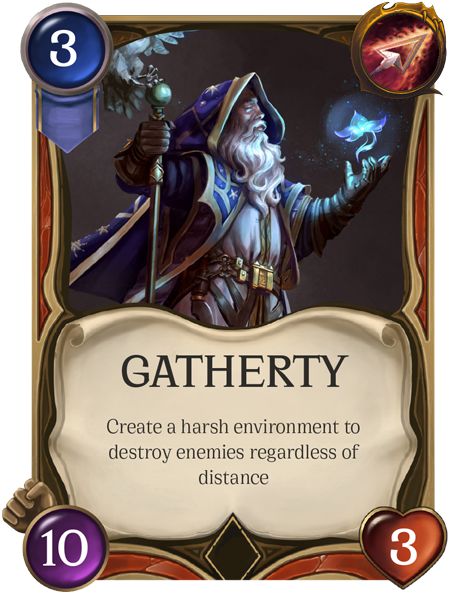 3
GATHERTY
Create a harsh environment to
destroy enemies regardless of
distance
10
3